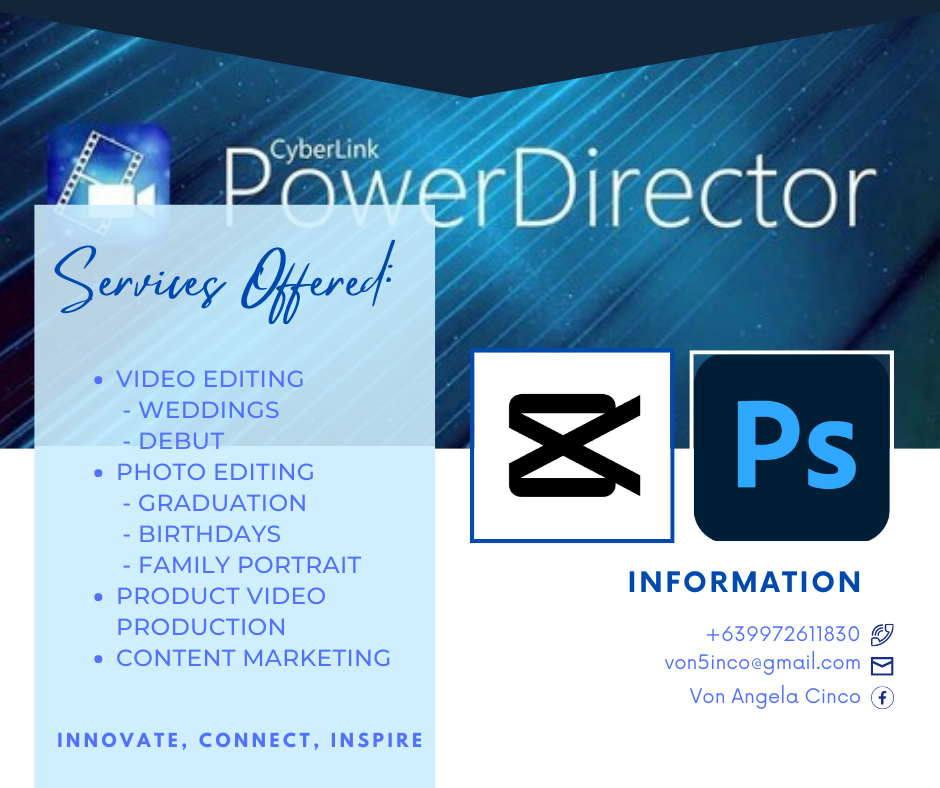 CyberLink
PowerDirector
Services Offered:
• VIDEO EDITING
- WEDDINGS
- DEBUT
• PHOTO EDITING
- GRADUATION
- BIRTHDAYS
- FAMILY PORTRAIT
• PRODUCT VIDEO
PRODUCTION
• CONTENT MARKETING
INNOVATE, CONNECT, INSPIRE
Ps
INFORMATION
+639972611830
von5inco@gmail.com
Von Angela Cinco